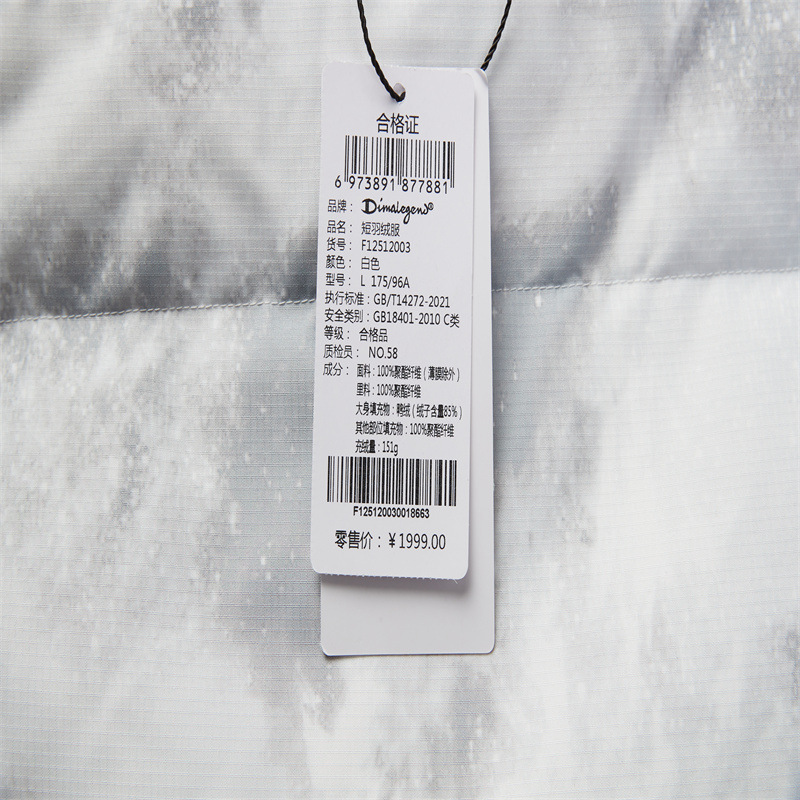 合格证
6 973891 877881
品牌： Dimalegend®
品名： 短羽绒服
货号： F12512003
颜色： 白色
型号： L 175/96A
执行标准：GB/T14272-2021
安全类别：GB18401-2010 C类
等级： 合格品
质检员： NO.58
成分： 面料：100%聚酯纤维（薄膜除外）
里料：100%聚酯纤维
大身填充物：鸭绒（绒子含量85%）
其他部位填充物：100%聚酯纤维
充绒量：151g
F125120030018663
零售价：￥1999.00